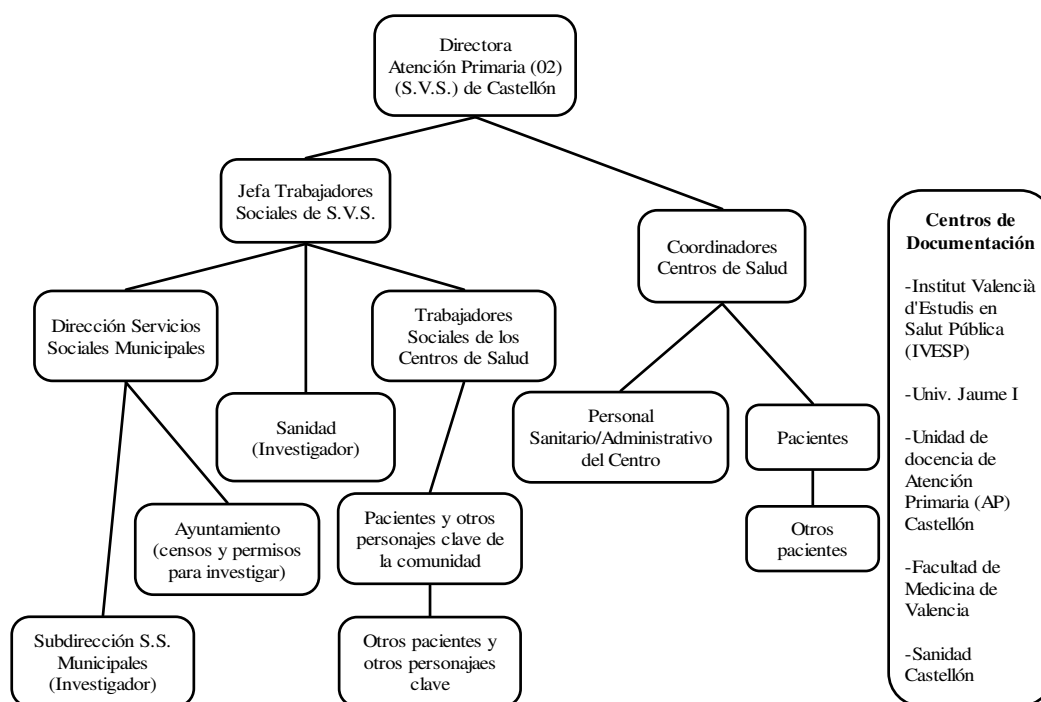 Directora
Atención Primaria (02)
(S.V.S.) de Castellón
Jefa Trabajadores
Sociales de S.V.S.
Coordinadores
Centros de Salud
Dirección Servicios
Sociales Municipales
Trabajadores
Sociales de los
Centros de Salud
Sanidad
(Investigador)
Personal
Sanitario/Administrativo
del Centro
Pacientes
Ayuntamiento
(censos y permisos
para investigar)
Pacientes y otros
personajes clave de
la comunidad
Otros
pacientes
Subdirección S.S.
Municipales
(Investigador)
Otros pacientes y
otros personajaes
clave
Centros de
Documentación
-Institut Valencià
d'Estudis en
Salut Pública
(IVESP)
-Univ. Jaume I
-Unidad de
docencia de
Atención
Primaria (AP)
Castellón
-Facultad de
Medicina de
Valencia
-Sanidad
Castellón